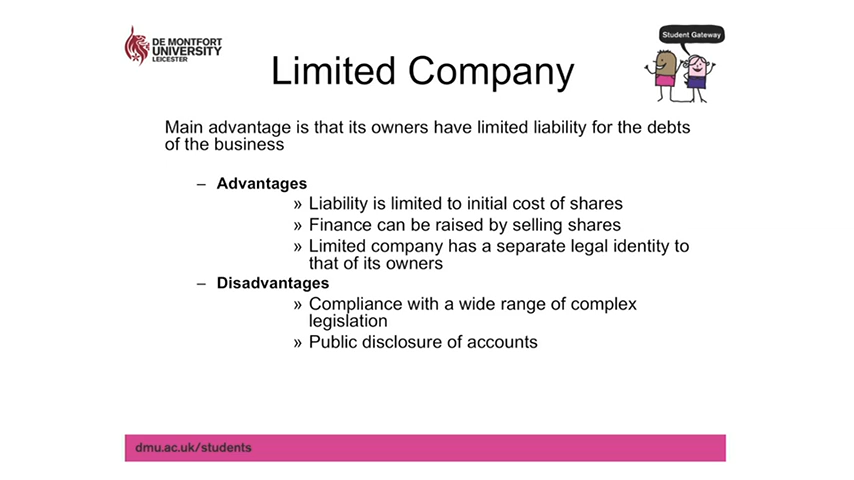 DE MONTFORT
UNIVERSITY
LEICESTER
Student Gateway
Limited Company
Main advantage is that its owners have limited liability for the debts
of the business
– Advantages
» Liability is limited to initial cost of shares
» Finance can be raised by selling shares
» Limited company has a separate legal identity to
that of its owners
– Disadvantages
» Compliance with a wide range of complex
legislation
» Public disclosure of accounts
dmu.ac.uk/students